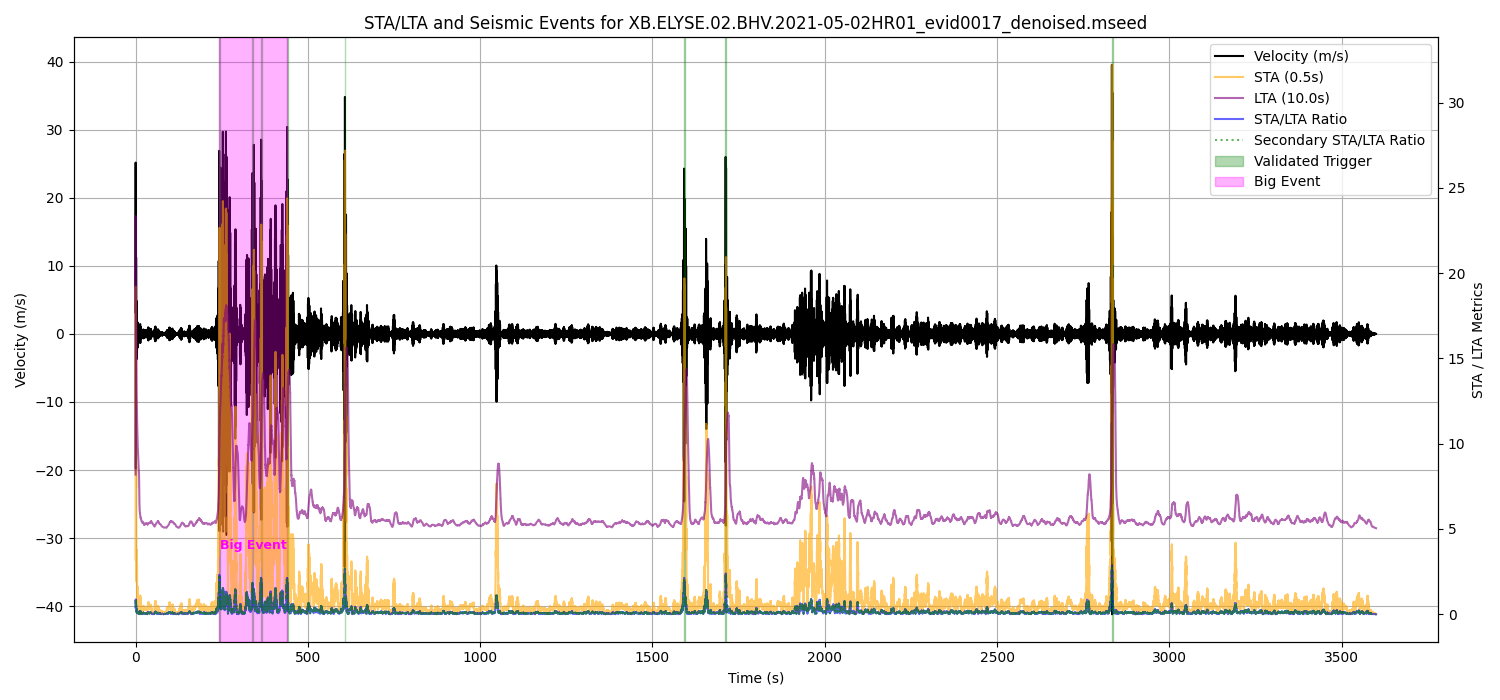 STA/LTA and Seismic Events for XB.ELYSE.02.BHV.2021-05-02HR01_evid0017_denoised.mseed
Velocity (m/s)
40
30
20
10
0
−10
−20
−30
−40
Big Event
Velocity (m/s)
STA (0.5s)
LTA (10.0s)
STA/LTA Ratio
Secondary STA/LTA Ratio
Validated Trigger
Big Event
30
25
20
15
10
5
0
STA / LTA Metrics
0
500
1000
1500
2000
2500
3000
3500
Time (s)